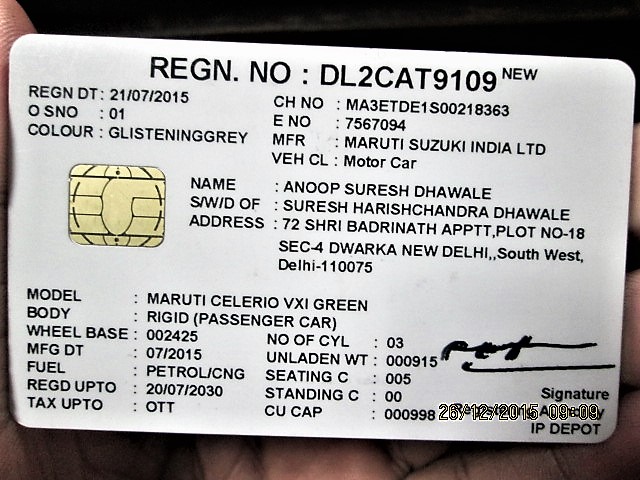 REGN. NO : DL2CAT9109 NEW
REGN DT : 21/07/2015
O SNO : 01
COLOUR : GLISTENINGGREY
CH NO : MA3ETDE1S00218363
E NO : 7567094
MFR : MARUTI SUZUKI INDIA LTD
VEH CL : Motor Car
NAME : ANOOP SURESH DHAWALE
S/W/D OF : SURESH HARISHCHANDRA DHAWALE
ADDRESS : 72 SHRI BADRINATH APPTT,PLOT NO-18
SEC-4 DWARKA NEW DELHI,,South West,
Delhi-110075
MODEL : MARUTI CELERIO VXI GREEN
BODY : RIGID (PASSENGER CAR)
WHEEL BASE : 002425
MFG DT : 07/2015
FUEL : PETROL/CNG
REGD UPTO : 20/07/2030
TAX UPTO : OTT
NO OF CYL : 03
UNLADEN WT : 000915
SEATING C : 005
STANDING C : 00
CU CAP : 000998
Signature
IP DEPOT
26/12/2015 09:09